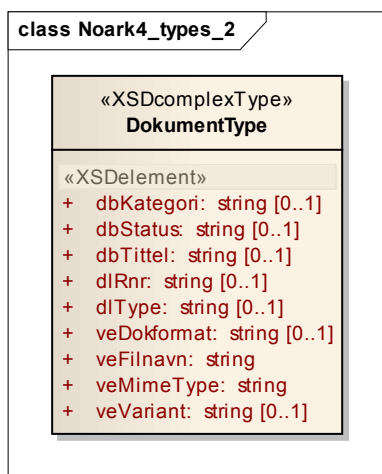 class Noark4_types_2
«XSDcomplexType»
DokumentType
«XSDelement»
+ dbKategori: string [0..1]
+ dbStatus: string [0..1]
+ dbTittel: string [0..1]
+ dlRnr: string [0..1]
+ dlType: string [0..1]
+ veDokformat: string [0..1]
+ veFilnavn: string
+ veMimeType: string
+ veVariant: string [0..1]